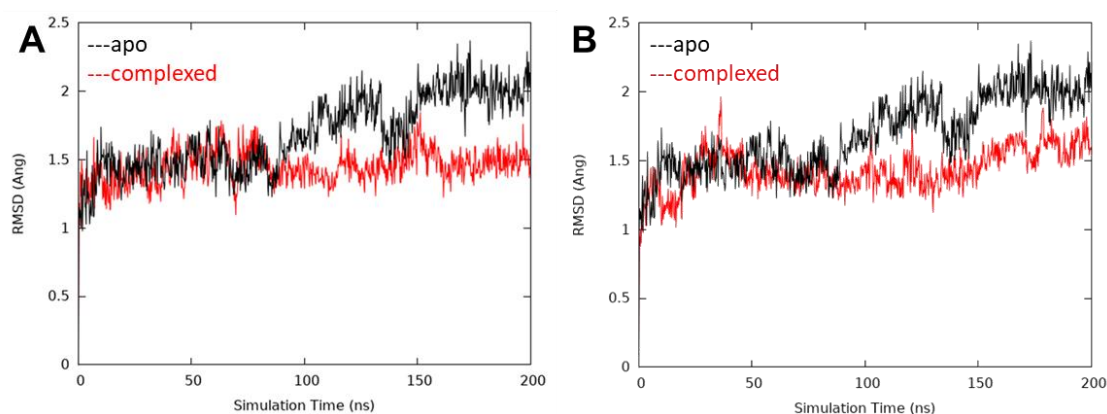 A
---apo
---complexed
2.5
2
1.5
1
0.5
0
RMSD (Ang)
0
50
100
150
200
Simulation Time (ns)
B
---apo
---complexed
2.5
2
1.5
1
0.5
0
RMSD (Ang)
0
50
100
150
200
Simulation Time (ns)